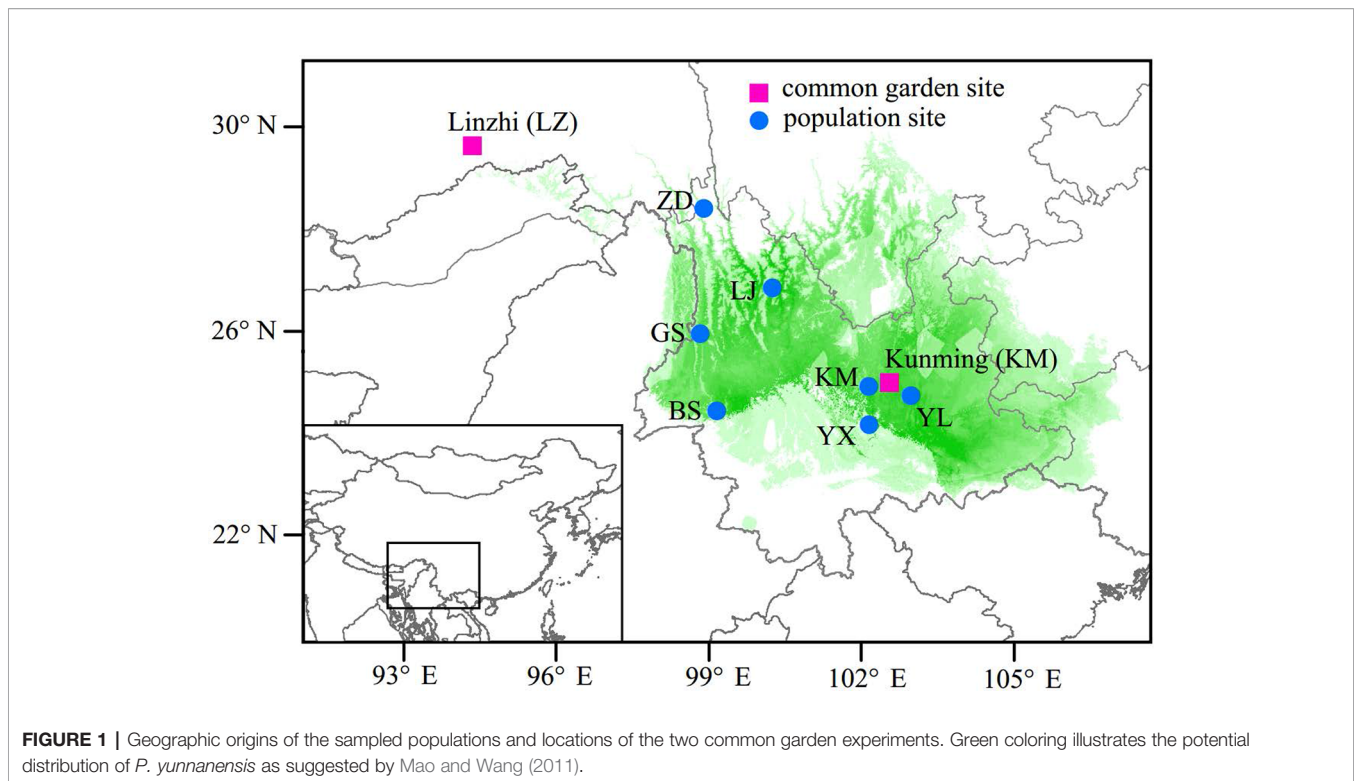 common garden site
population site
30° N
Linzhi (LZ)
ZD
LJ
26° N
GS
Kunming (KM)
KM
BS
YL
YX
22° N
93° E
96° E
99° E
102° E
105° E
FIGURE 1 | Geographic origins of the sampled populations and locations of the two common garden experiments. Green coloring illustrates the potential
distribution of P. yunnanensis as suggested by Mao and Wang (2011).